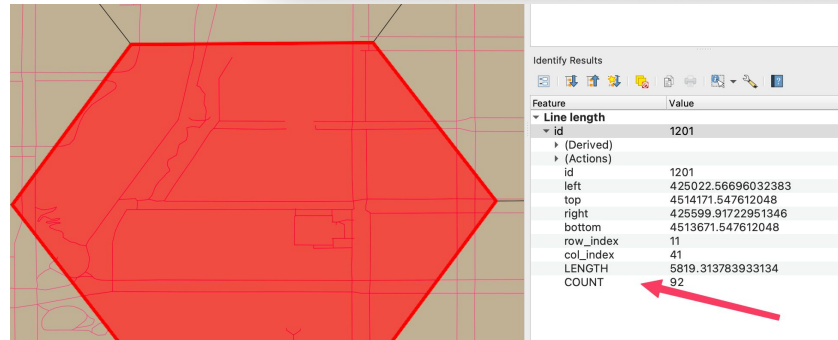 Identify Results
Feature Value
Line length
id 1201
(Derived)
(Actions)
id 1201
left 425022.56696032383
top 4514171.547612048
right 425599.91722951346
bottom 4513671.547612048
row_index 11
col_index 41
LENGTH 5819.313783933134
COUNT 92